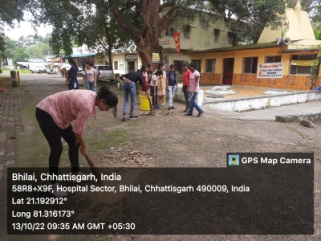 GPS Map Camera
Bhilai, Chhattisgarh, India
58R8+X9F, Hospital Sector, Bhilai, Chhattisgarh 490009, India
Lat 21.192912°
Long 81.316173°
13/10/22 09:35 AM GMT +05:30